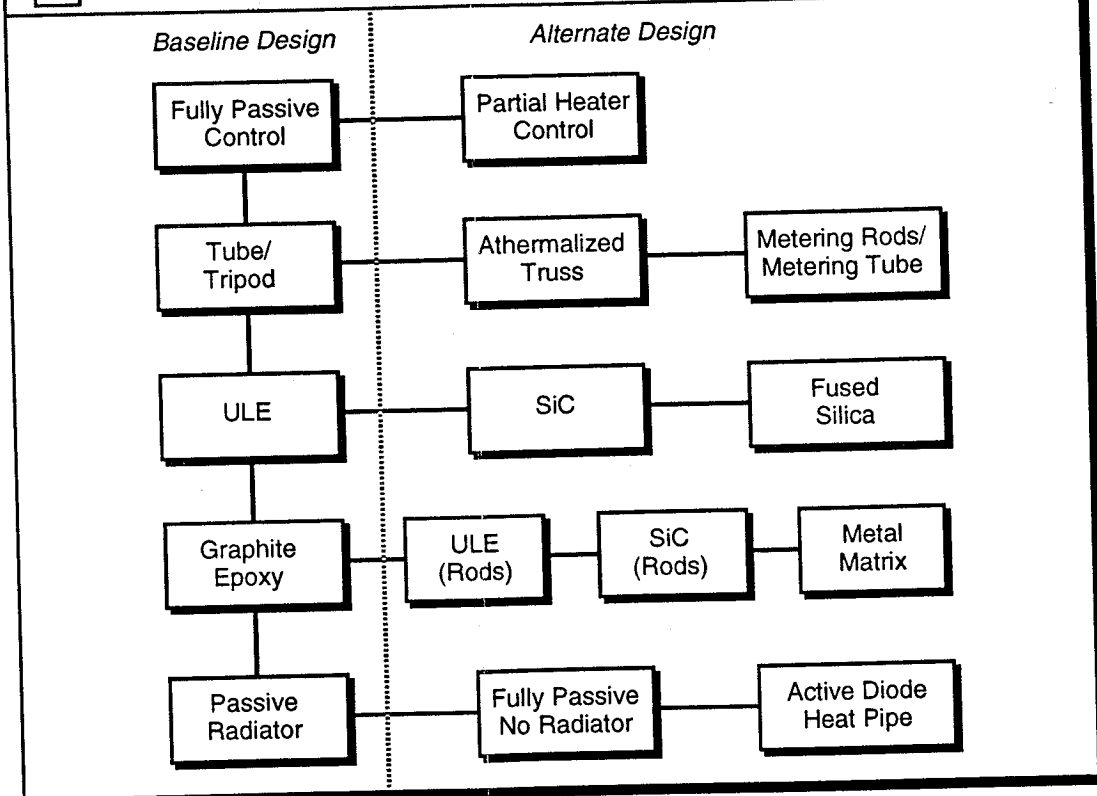 Baseline Design
Alternate Design
Fully Passive
Control
Partial Heater
Control
Tube/
Tripod
Athermalized
Truss
Metering Rods/
Metering Tube
ULE
SiC
Fused
Silica
Graphite
Epoxy
ULE
(Rods)
SiC
(Rods)
Metal
Matrix
Passive
Radiator
Fully Passive
No Radiator
Active Diode
Heat Pipe